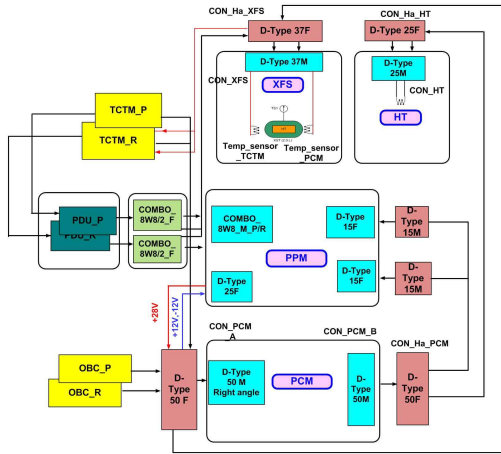 CON_Ha_XFS
D-Type 37F
CON_Ha_HT
D-Type 25F
D-Type 37M
CON_XFS
XFS
HT
Temp_sensor
_TCTM
Temp_sensor
_PCM
D-Type
25M
CON_HT
HT
TCTM_P
TCTM_R
PDU_P
PDU_R
COMBO_
8W8/2_F
COMBO_
8W8/2_F
COMBO_
8W8_M_P/R
D-Type
15F
D-
Type
15M
PPM
D-Type
25F
D-Type
15F
D-
Type
15M
+28V
+12V,-12V
CON_PCM
_A
CON_PCM_B
CON_Ha_PCM
OBC_P
OBC_R
D-
Type
50 F
D-Type
50 M
Right angle
PCM
D-
Type
50M
D-
Type
50F